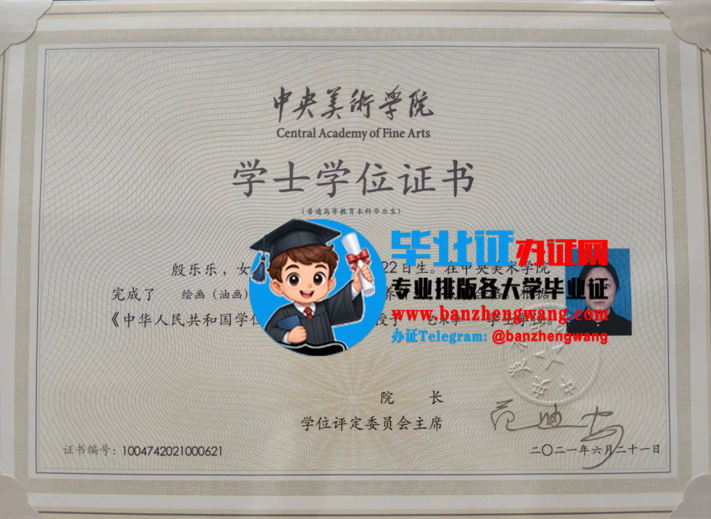 中央美術学院
Central Academy of Fine Arts
学士学位证书
(普通高等教育本科毕业生)
殷乐乐，女 22日生。在中央美术学院
完成了 绘画（油画）
《中华人民共和国学位 授予
毕业证办证网
专业排版各大学毕业证
www.banzhengwang.com
办证Telegram: @banzhengwang
院 长
学位评定委员会主席
证书编号：1004742021000621
二〇二一年六月二十一日